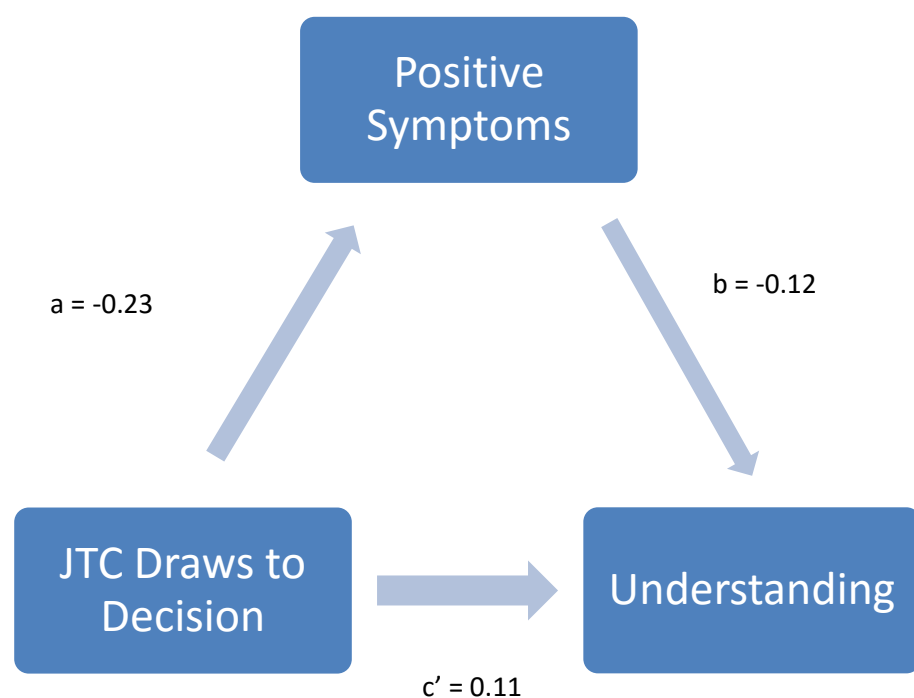 Positive
Symptoms
a = -0.23
b = -0.12
JTC Draws to
Decision
Understanding
c’ = 0.11